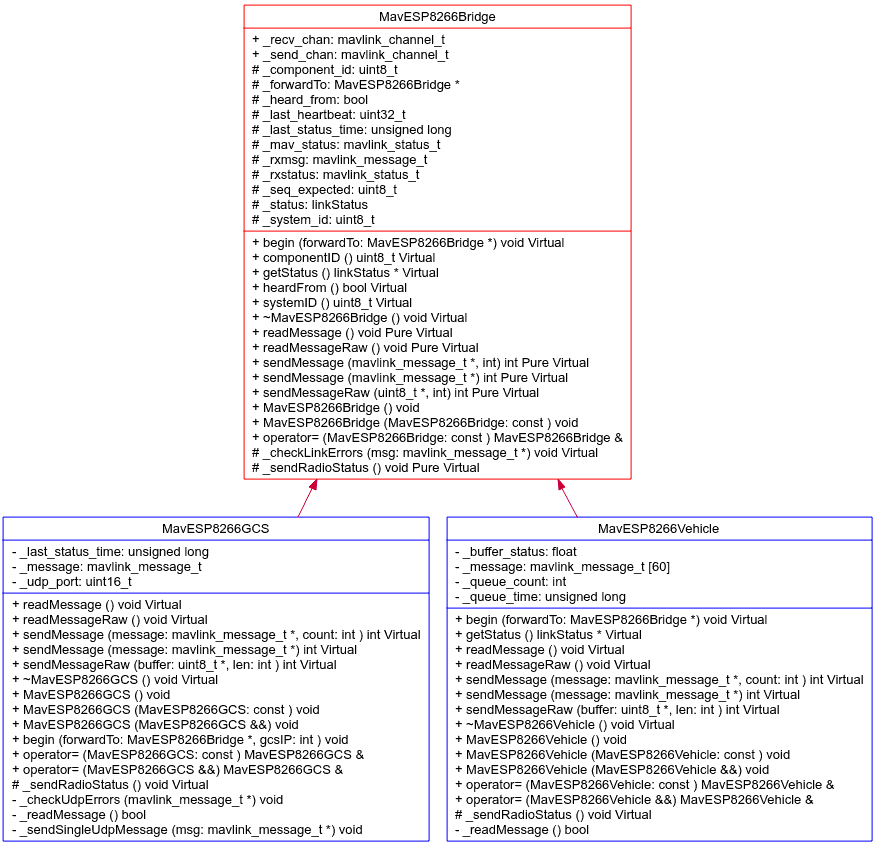 MavESP8266Bridge
+ _recv_chan: mavlink_channel_t
+ _send_chan: mavlink_channel_t
# _component_id: uint8_t
# _forwardTo: MavESP8266Bridge *
# _heard_from: bool
# _last_heartbeat: uint32_t
# _last_status_time: unsigned long
# _mav_status: mavlink_status_t
# _rxmsg: mavlink_message_t
# _rxstatus: mavlink_status_t
# _seq_expected: uint8_t
# _status: linkStatus
# _system_id: uint8_t
+ begin (forwardTo: MavESP8266Bridge *) void Virtual
+ componentID () uint8_t Virtual
+ getStatus () linkStatus * Virtual
+ heardFrom () bool Virtual
+ systemID () uint8_t Virtual
+ ~MavESP8266Bridge () void Virtual
+ readMessage () void Pure Virtual
+ readMessageRaw () void Pure Virtual
+ sendMessage (mavlink_message_t *, int) int Pure Virtual
+ sendMessage (mavlink_message_t *) int Pure Virtual
+ sendMessageRaw (uint8_t *, int) int Pure Virtual
+ MavESP8266Bridge () void
+ MavESP8266Bridge (MavESP8266Bridge: const ) void
+ operator= (MavESP8266Bridge: const ) MavESP8266Bridge &
# _checkLinkErrors (msg: mavlink_message_t *) void Virtual
# _sendRadioStatus () void Pure Virtual
MavESP8266GCS
- _last_status_time: unsigned long
- _message: mavlink_message_t
- _udp_port: uint16_t
+ readMessage () void Virtual
+ readMessageRaw () void Virtual
+ sendMessage (message: mavlink_message_t *, count: int ) int Virtual
+ sendMessage (message: mavlink_message_t *) int Virtual
+ sendMessageRaw (buffer: uint8_t *, len: int ) int Virtual
+ ~MavESP8266GCS () void Virtual
+ MavESP8266GCS () void
+ MavESP8266GCS (MavESP8266GCS: const ) void
+ MavESP8266GCS (MavESP8266GCS &&) void
+ begin (forwardTo: MavESP8266Bridge *, gcsIP: int ) void
+ operator= (MavESP8266GCS: const ) MavESP8266GCS &
+ operator= (MavESP8266GCS &&) MavESP8266GCS &
# _sendRadioStatus () void Virtual
- _checkUdpErrors (mavlink_message_t *) void
- _readMessage () bool
- _sendSingleUdpMessage (msg: mavlink_message_t *) void
MavESP8266Vehicle
- _buffer_status: float
- _message: mavlink_message_t [60]
- _queue_count: int
- _queue_time: unsigned long
+ begin (forwardTo: MavESP8266Bridge *) void Virtual
+ getStatus () linkStatus * Virtual
+ readMessage () void Virtual
+ readMessageRaw () void Virtual
+ sendMessage (message: mavlink_message_t *, count: int ) int Virtual
+ sendMessage (message: mavlink_message_t *) int Virtual
+ sendMessageRaw (buffer: uint8_t *, len: int ) int Virtual
+ ~MavESP8266Vehicle () void Virtual
+ MavESP8266Vehicle () void
+ MavESP8266Vehicle (MavESP8266Vehicle: const ) void
+ MavESP8266Vehicle (MavESP8266Vehicle &&) void
+ operator= (MavESP8266Vehicle: const ) MavESP8266Vehicle &
+ operator= (MavESP8266Vehicle &&) MavESP8266Vehicle &
# _sendRadioStatus () void Virtual
- _readMessage () bool